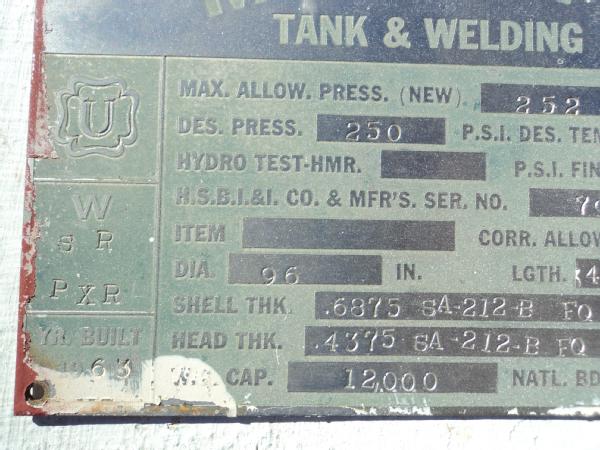 TANK & WELDING
U
MAX. ALLOW. PRESS. (NEW) 252
DES. PRESS. 250 P.S.I. DES. TEM
HYDRO TEST-HMR. P.S.I. FIN
H.S.B.I.&I. CO. & MFR'S. SER. NO.
W
S R
ITEM CORR. ALLOW
DIA. 96 IN. LGTH.
P X R
SHELL THK. .6875 SA-212-B FQ
YR. BUILT
HEAD THK. .4375 SA-212-B FQ
1963
W.G. CAP. 12,000 NATL. BD